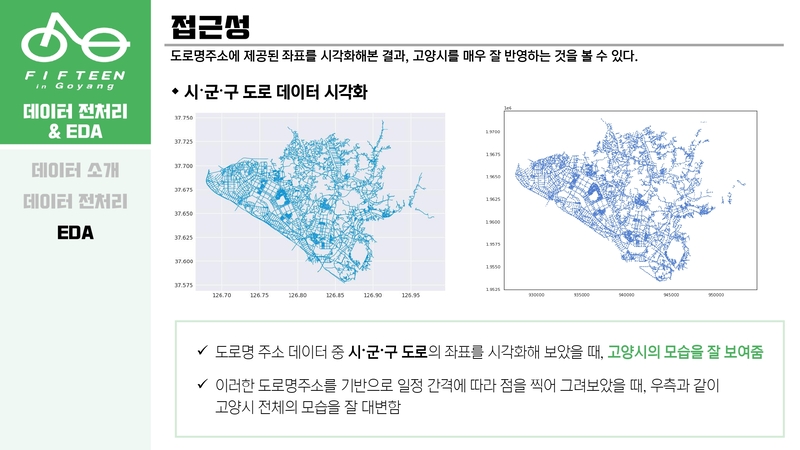 FIFTEEN
in Goyang
데이터 전처리
& EDA
데이터 소개
데이터 전처리
EDA
접근성
도로명주소에 제공된 좌표를 시각화해본 결과, 고양시를 매우 잘 반영하는 것을 볼 수 있다.
◆ 시·군·구 도로 데이터 시각화
37.750
37.725
37.700
37.675
37.650
37.625
37.600
37.575
126.70 126.75 126.80 126.85 126.90 126.95
1e6
1.9700
1.9675
1.9650
1.9625
1.9600
1.9575
1.9550
1.9525
930000 935000 940000 945000 950000
✓ 도로명 주소 데이터 중 시·군·구 도로의 좌표를 시각화해 보았을 때, 고양시의 모습을 잘 보여줌
✓ 이러한 도로명주소를 기반으로 일정 간격에 따라 점을 찍어 그려보았을 때, 우측과 같이
고양시 전체의 모습을 잘 대변함